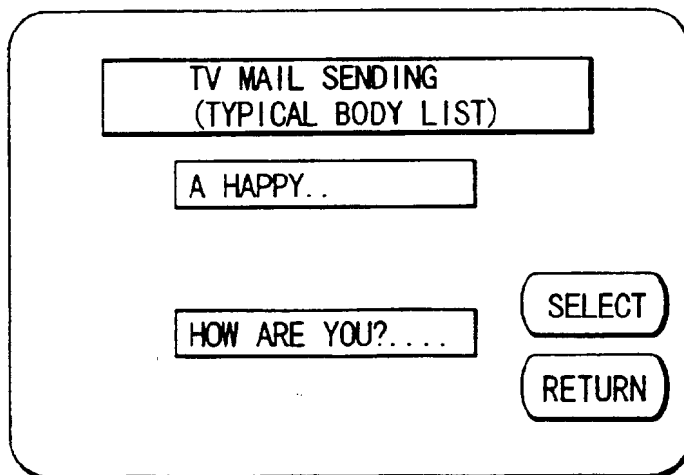 TV MAIL SENDING
(TYPICAL BODY LIST)
A HAPPY..
HOW ARE YOU?....
SELECT
RETURN